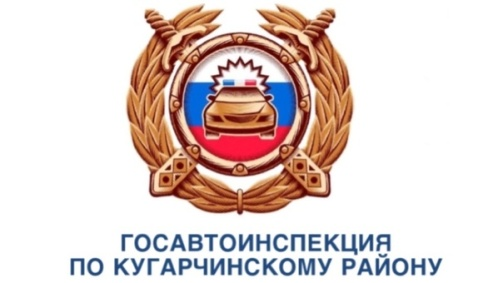 ГОСАВТОИНСПЕКЦИЯ
ПО КУГАРЧИНСКОМУ РАЙОНУ